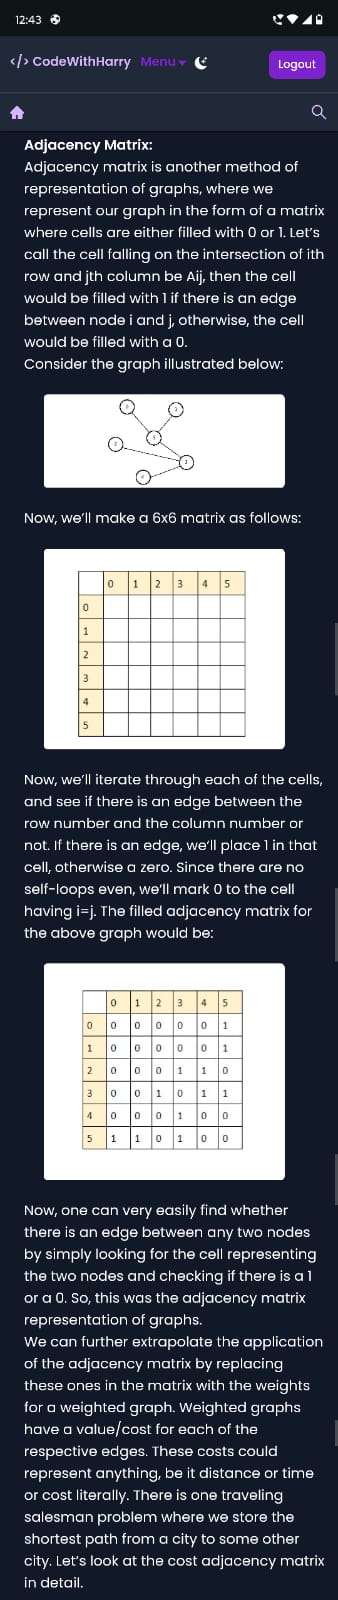 12:43
</> CodeWithHarry Menu Logout
Adjacency Matrix:
Adjacency matrix is another method of
representation of graphs, where we
represent our graph in the form of a matrix
where cells are either filled with 0 or 1. Let's
call the cell falling on the intersection of ith
row and jth column be Aij, then the cell
would be filled with 1 if there is an edge
between node i and j, otherwise, the cell
would be filled with a 0.
Consider the graph illustrated below:
Now, we'll make a 6x6 matrix as follows:
0 1 2 3 4 5
0
1
2
3
4
5
Now, we'll iterate through each of the cells,
and see if there is an edge between the
row number and the column number or
not. If there is an edge, we'll place 1 in that
cell, otherwise a zero. Since there are no
self-loops even, we'll mark 0 to the cell
having i=j. The filled adjacency matrix for
the above graph would be:
0 1 2 3 4 5
0 0 0 0 0 0 1
1 0 0 0 0 0 1
2 0 0 0 1 1 0
3 0 0 1 0 1 1
4 0 0 0 1 0 0
5 1 1 0 1 0 0
Now, one can very easily find whether
there is an edge between any two nodes
by simply looking for the cell representing
the two nodes and checking if there is a 1
or a 0. So, this was the adjacency matrix
representation of graphs.
We can further extrapolate the application
of the adjacency matrix by replacing
these ones in the matrix with the weights
for a weighted graph. Weighted graphs
have a value/cost for each of the
respective edges. These costs could
represent anything, be it distance or time
or cost literally. There is one traveling
salesman problem where we store the
shortest path from a city to some other
city. Let's look at the cost adjacency matrix
in detail.